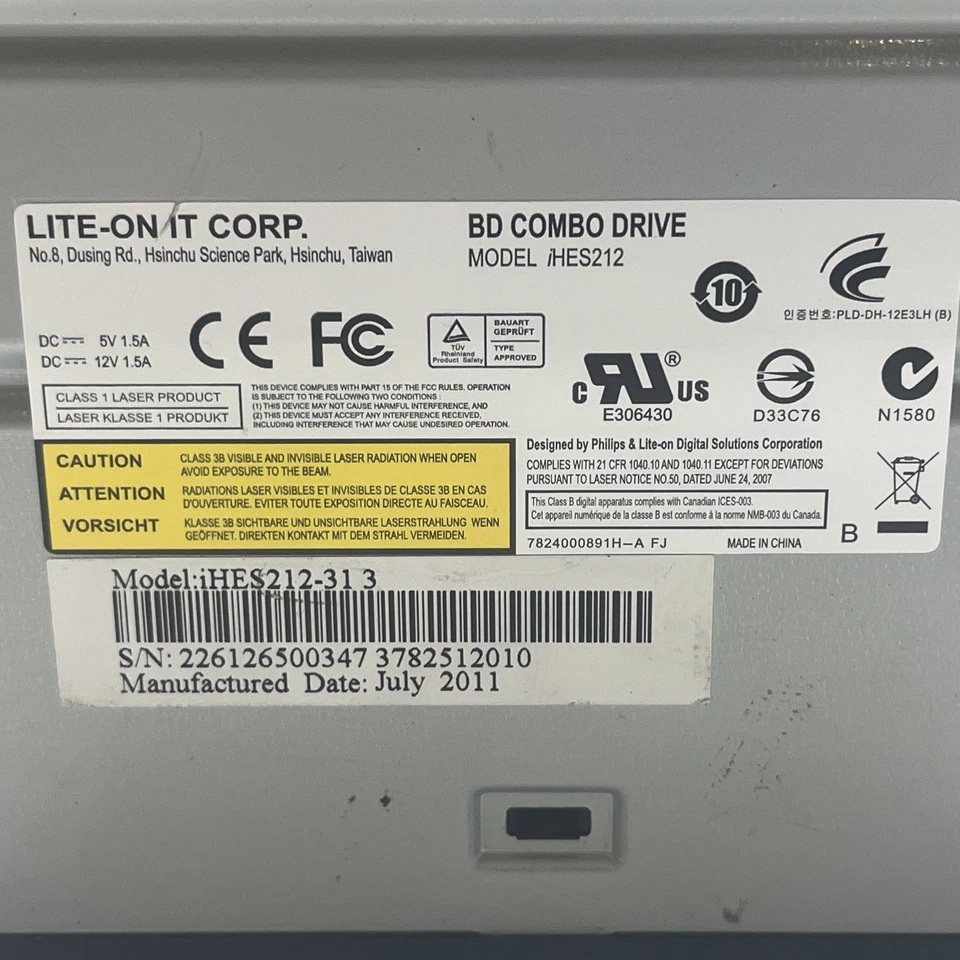 LITE-ON IT CORP.
No.8, Dusing Rd., Hsinchu Science Park, Hsinchu, Taiwan
BD COMBO DRIVE
MODEL iHES212
10
인증번호:PLD-DH-12E3LH (B)
DC 5V 1.5A
DC 12V 1.5A
CE
FC
TÜV
Rheinland
Product Safety
BAUART
GEPRÜFT
TYPE
APPROVED
c RU US ®
E306430
D33C76
N1580
CLASS 1 LASER PRODUCT
LASER KLASSE 1 PRODUKT
THIS DEVICE COMPLIES WITH PART 15 OF THE FCC RULES. OPERATION
IS SUBJECT TO THE FOLLOWING TWO CONDITIONS :
(1) THIS DEVICE MAY NOT CAUSE HARMFUL INTERFERENCE, AND
(2) THIS DEVICE MUST ACCEPT ANY INTERFERENCE RECEIVED,
INCLUDING INTERFERENCE THAT MAY CAUSE UNDESIRED OPERATION.
CAUTION
CLASS 3B VISIBLE AND INVISIBLE LASER RADIATION WHEN OPEN
AVOID EXPOSURE TO THE BEAM.
ATTENTION
RADIATIONS LASER VISIBLES ET INVISIBLES DE CLASSE 3B EN CAS
D'OUVERTURE. EVITER TOUTE EXPOSITION DIRECTE AU FAISCEAU.
VORSICHT
KLASSE 3B SICHTBARE UND UNSICHTBARE LASERSTRAHLUNG WENN
GEÖFFNET. DIREKTEN KONTAKT MIT DEM STRAHL VERMEIDEN.
Designed by Philips & Lite-on Digital Solutions Corporation
COMPLIES WITH 21 CFR 1040.10 AND 1040.11 EXCEPT FOR DEVIATIONS
PURSUANT TO LASER NOTICE NO.50, DATED JUNE 24, 2007
This Class B digital apparatus complies with Canadian ICES-003.
Cet appareil numérique de la classe B est conforme à la norme NMB-003 du Canada.
7824000891H-A FJ
MADE IN CHINA
B
Model:iHES212-31 3
S/N: 226126500347 3782512010
Manufactured Date: July 2011